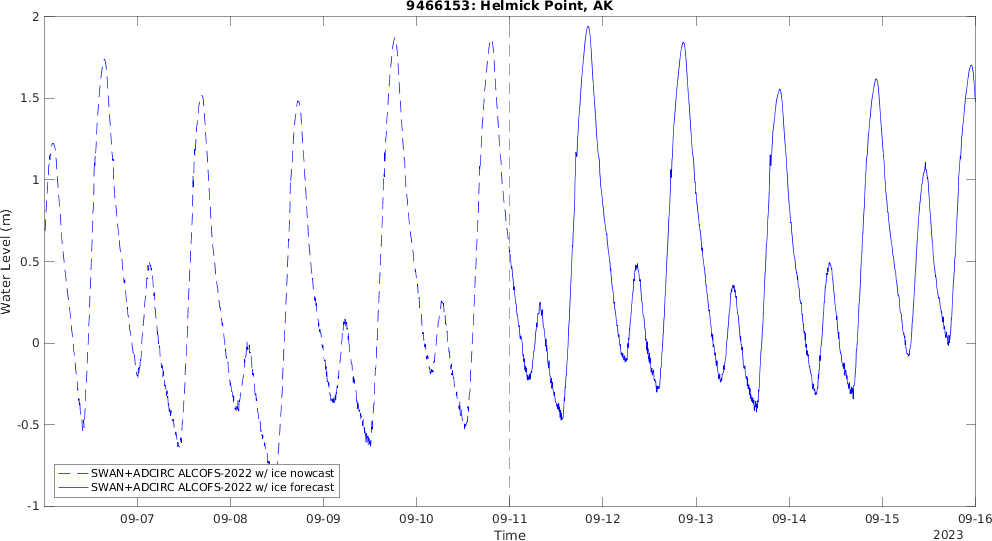 9466153: Helmick Point, AK
2
1.5
1
0.5
0
-0.5
-1
Water Level (m)
SWAN+ADCIRC ALCOFS-2022 w/ ice nowcast
SWAN+ADCIRC ALCOFS-2022 w/ ice forecast
09-07 09-08 09-09 09-10 09-11 09-12 09-13 09-14 09-15 09-16
Time
2023